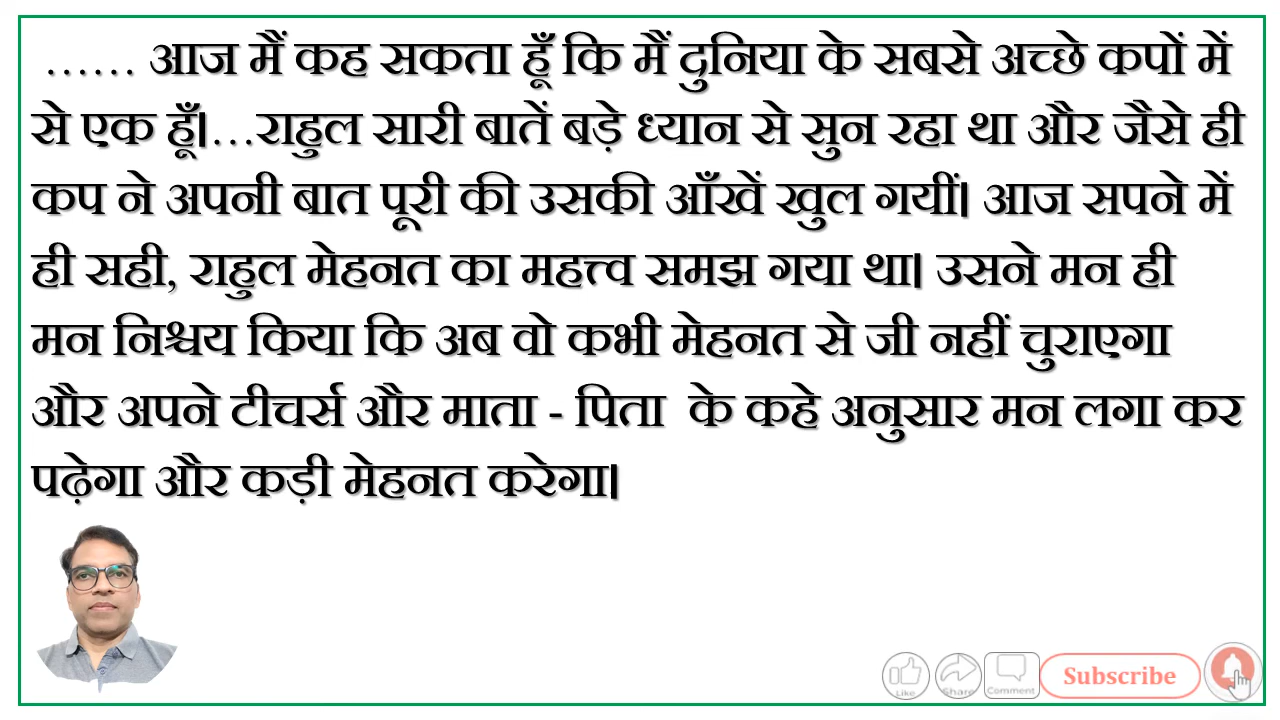 ...... आज मैं कह सकता हूँ कि मैं दुनिया के सबसे अच्छे कपों में
से एक हूँ।...राहुल सारी बातें बड़े ध्यान से सुन रहा था और जैसे ही
कप ने अपनी बात पूरी की उसकी आँखें खुल गयीं। आज सपने में
ही सही, राहुल मेहनत का महत्त्व समझ गया था। उसने मन ही
मन निश्चय किया कि अब वो कभी मेहनत से जी नहीं चुराएगा
और अपने टीचर्स और माता - पिता  के कहे अनुसार मन लगा कर
पढ़ेगा और कड़ी मेहनत करेगा।
Like Share Comment Subscribe